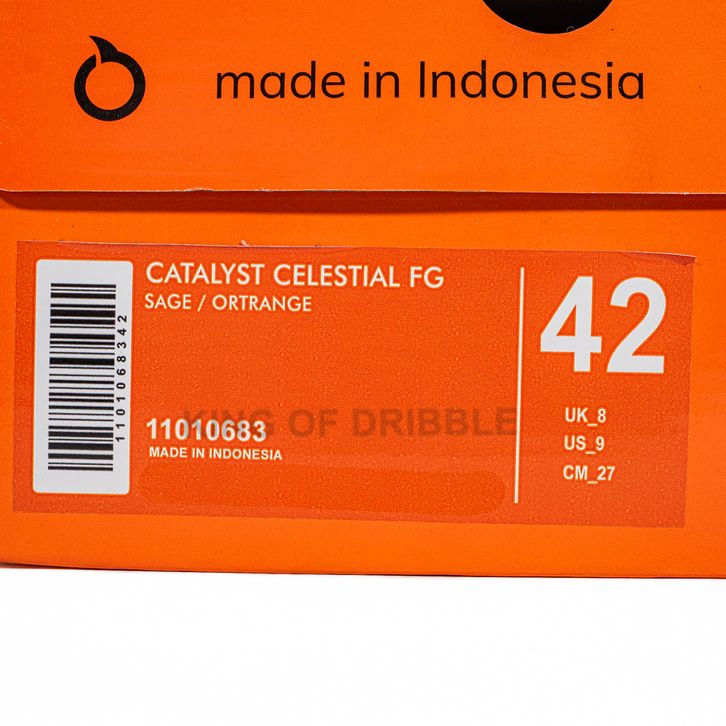 made in Indonesia
CATALYST CELESTIAL FG
SAGE / ORTRANGE
1101068342
KING OF DRIBBLE
11010683
MADE IN INDONESIA
42
UK_8
US_9
CM_27